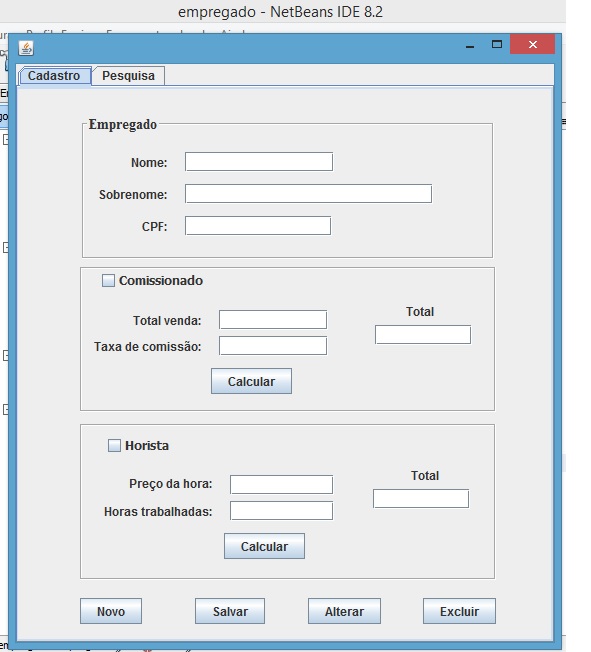 empregado - NetBeans IDE 8.2
Cadastro Pesquisa
Empregado
Nome:
Sobrenome:
CPF:
Comissionado
Total venda:
Total
Taxa de comissão:
Calcular
Horista
Preço da hora:
Total
Horas trabalhadas:
Calcular
Novo Salvar Alterar Excluir